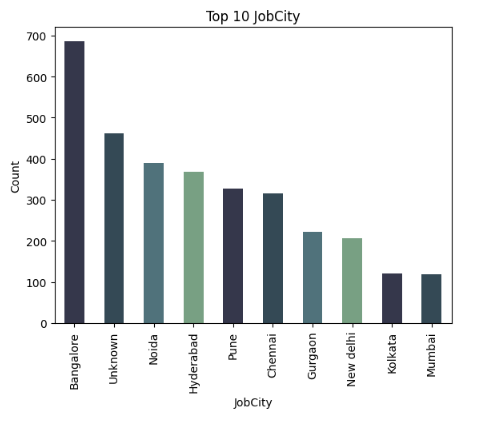 Top 10 JobCity
700
600
500
400
300
200
100
0
Count
Bangalore
Unknown
Noida
Hyderabad
Pune
Chennai
Gurgaon
New delhi
Kolkata
Mumbai
JobCity